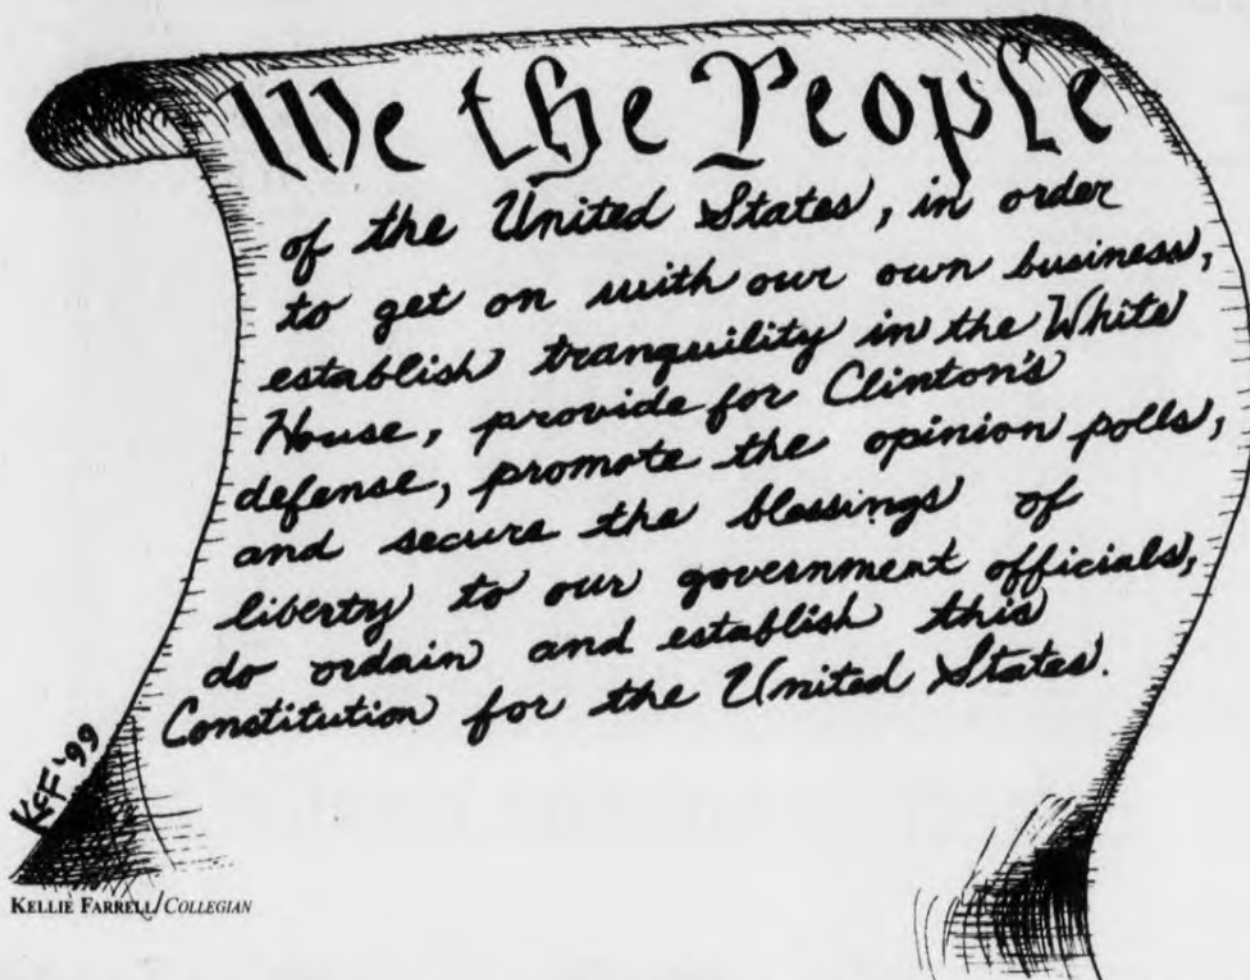 We the People
of the United States, in order
to get on with our own business,
establish tranquility in the White
House, provide for Clinton's
defense, promote the opinion polls,
and secure the blessings of
liberty to our government officials,
do ordain and establish this
Constitution for the United States.
KcF '99
KELLIE FARRELL/COLLEGIAN